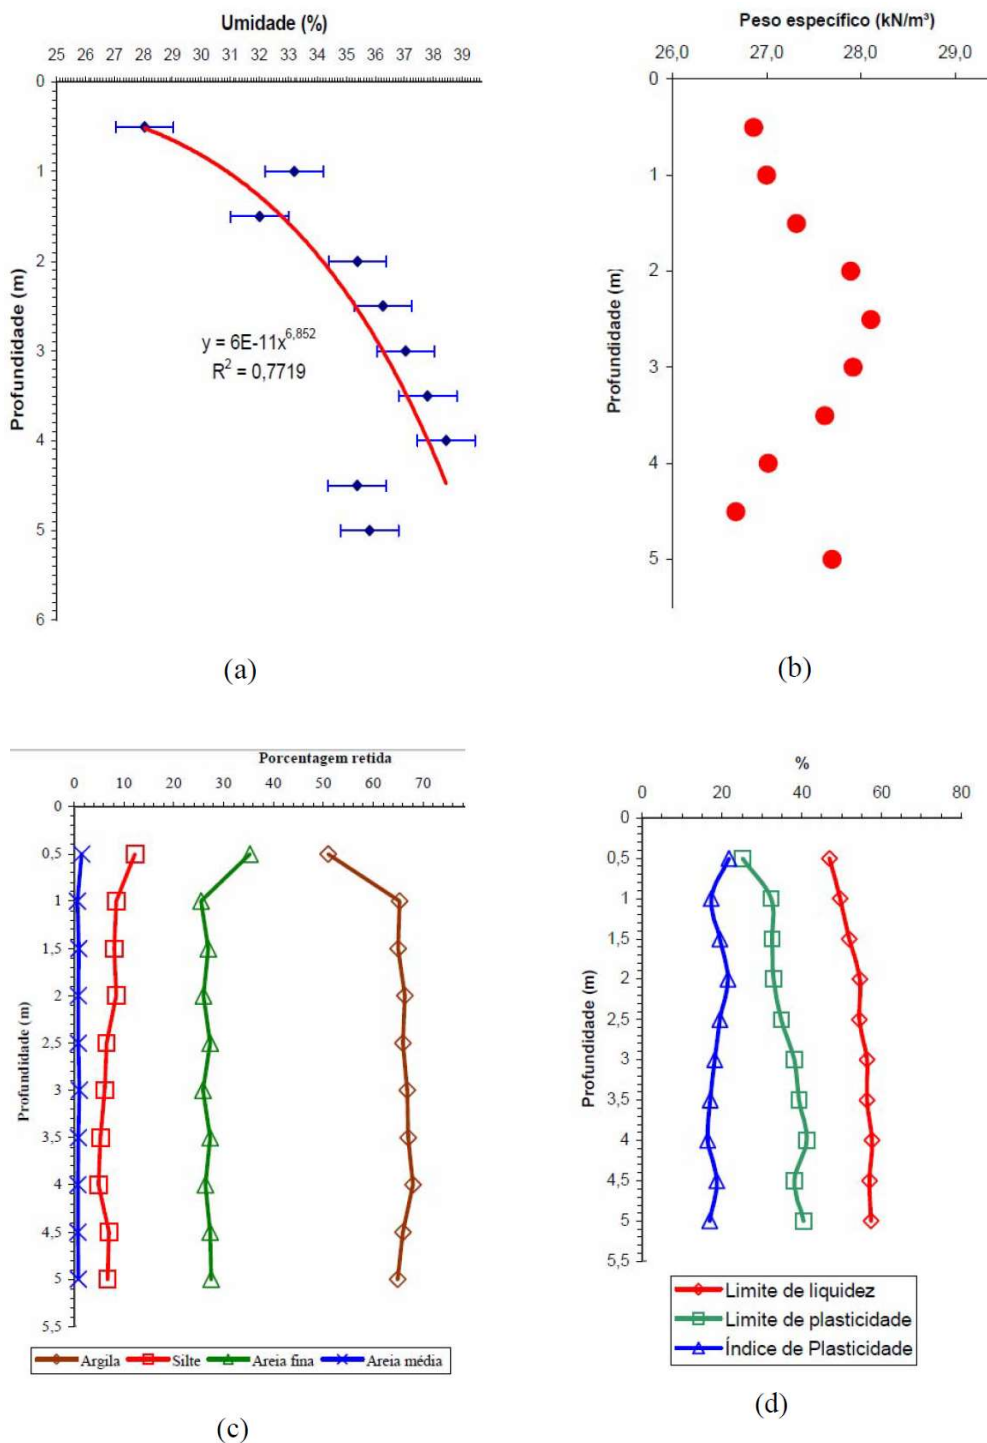 Umidade (%)
25 26 27 28 29 30 31 32 33 34 35 36 37 38 39
0
1
2
3
4
5
6
Profundidade (m)
y = 6E-11x^6,852
R² = 0,7719
(a)
Peso específico (kN/m³)
26,0 27,0 28,0 29,0
0
1
2
3
4
5
Profundidade (m)
(b)
Porcentagem retida
0 10 20 30 40 50 60 70
0
0,5
1
1,5
2
2,5
3
3,5
4
4,5
5
5,5
Profundidade (m)
Argila Silte Areia fina Areia média
(c)
%
0 20 40 60 80
0
0,5
1
1,5
2
2,5
3
3,5
4
4,5
5
5,5
Profundidade (m)
Limite de liquidez
Limite de plasticidade
Índice de Plasticidade
(d)